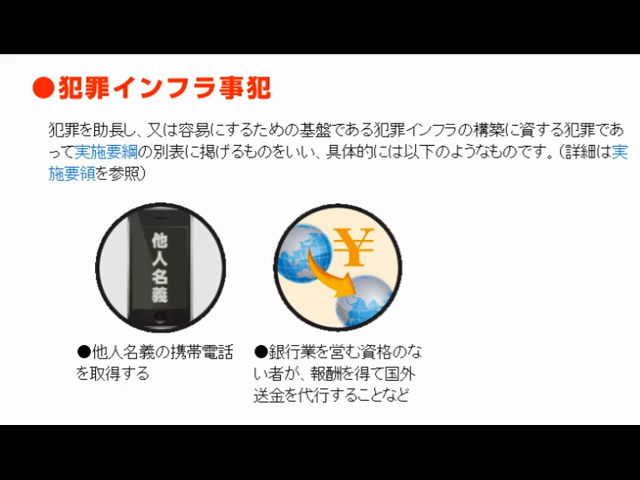 ●犯罪インフラ事犯
犯罪を助長し、又は容易にするための基盤である犯罪インフラの構築に資する犯罪であ
って実施要綱の別表に掲げるものをいい、具体的には以下のようなものです。（詳細は実
施要領を参照）
他人名義
¥
●他人名義の携帯電話
を取得する
●銀行業を営む資格のな
い者が、報酬を得て国外
送金を代行することなど